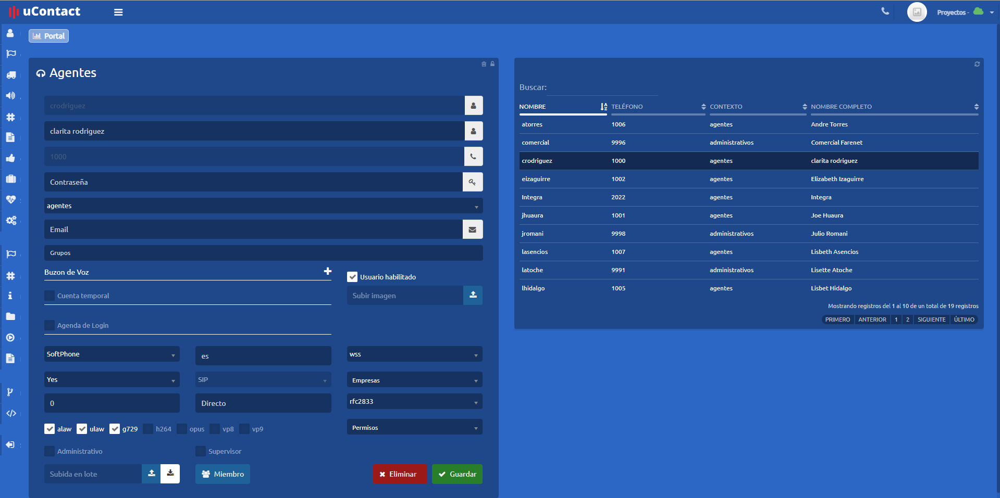 uContact
Proyectos -
Portal
Agentes
crodriguez
clarita rodriguez
1000
Contraseña
agentes
Email
Grupos
Buzon de Voz
Usuario habilitado
Cuenta temporal
Subir imagen
Agenda de Login
SoftPhone es wss
Yes SIP Empresas
0 Directo rfc2833
alaw ulaw g729 h264 opus vp8 vp9 Permisos
Administrativo Supervisor
Subida en lote Miembro Eliminar Guardar
Buscar:
NOMBRE TELÉFONO CONTEXTO NOMBRE COMPLETO
atorres 1006 agentes Andre Torres
comercial 9996 administrativos Comercial Farenet
crodriguez 1000 agentes clarita rodriguez
eizaguirre 1002 agentes Elizabeth Izaguirre
Integra 2022 agentes Integra
jhuaura 1001 agentes Joe Huaura
jromani 9998 administrativos Julio Romani
lasencios 1007 agentes Lisbeth Asencios
latoche 9991 administrativos Lisette Atoche
lhidalgo 1005 agentes Lisbet Hidalgo
Mostrando registros del 1 al 10 de un total de 19 registros
PRIMERO ANTERIOR 1 2 SIGUIENTE ÚLTIMO